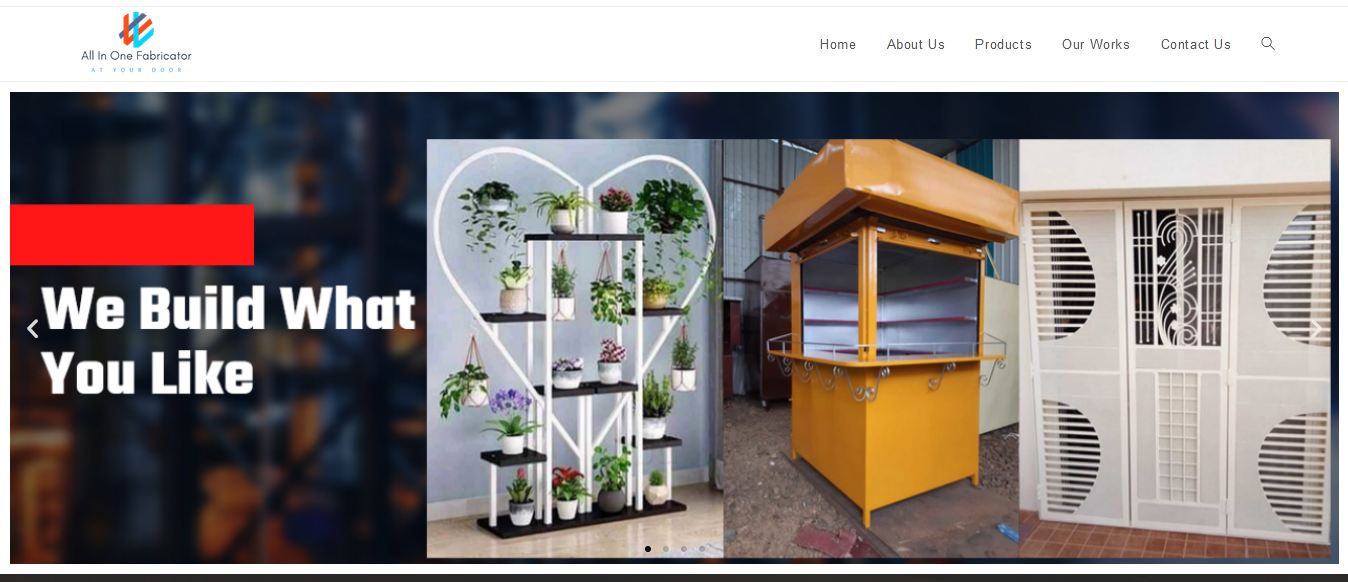 All In One Fabricator
AT YOUR DOOR
Home
About Us
Products
Our Works
Contact Us
We Build What
You Like